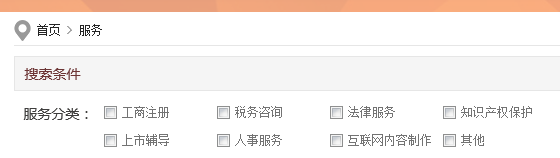 首页 > 服务
搜索条件
服务分类： 工商注册 税务咨询 法律服务 知识产权保护
上市辅导 人事服务 互联网内容制作 其他